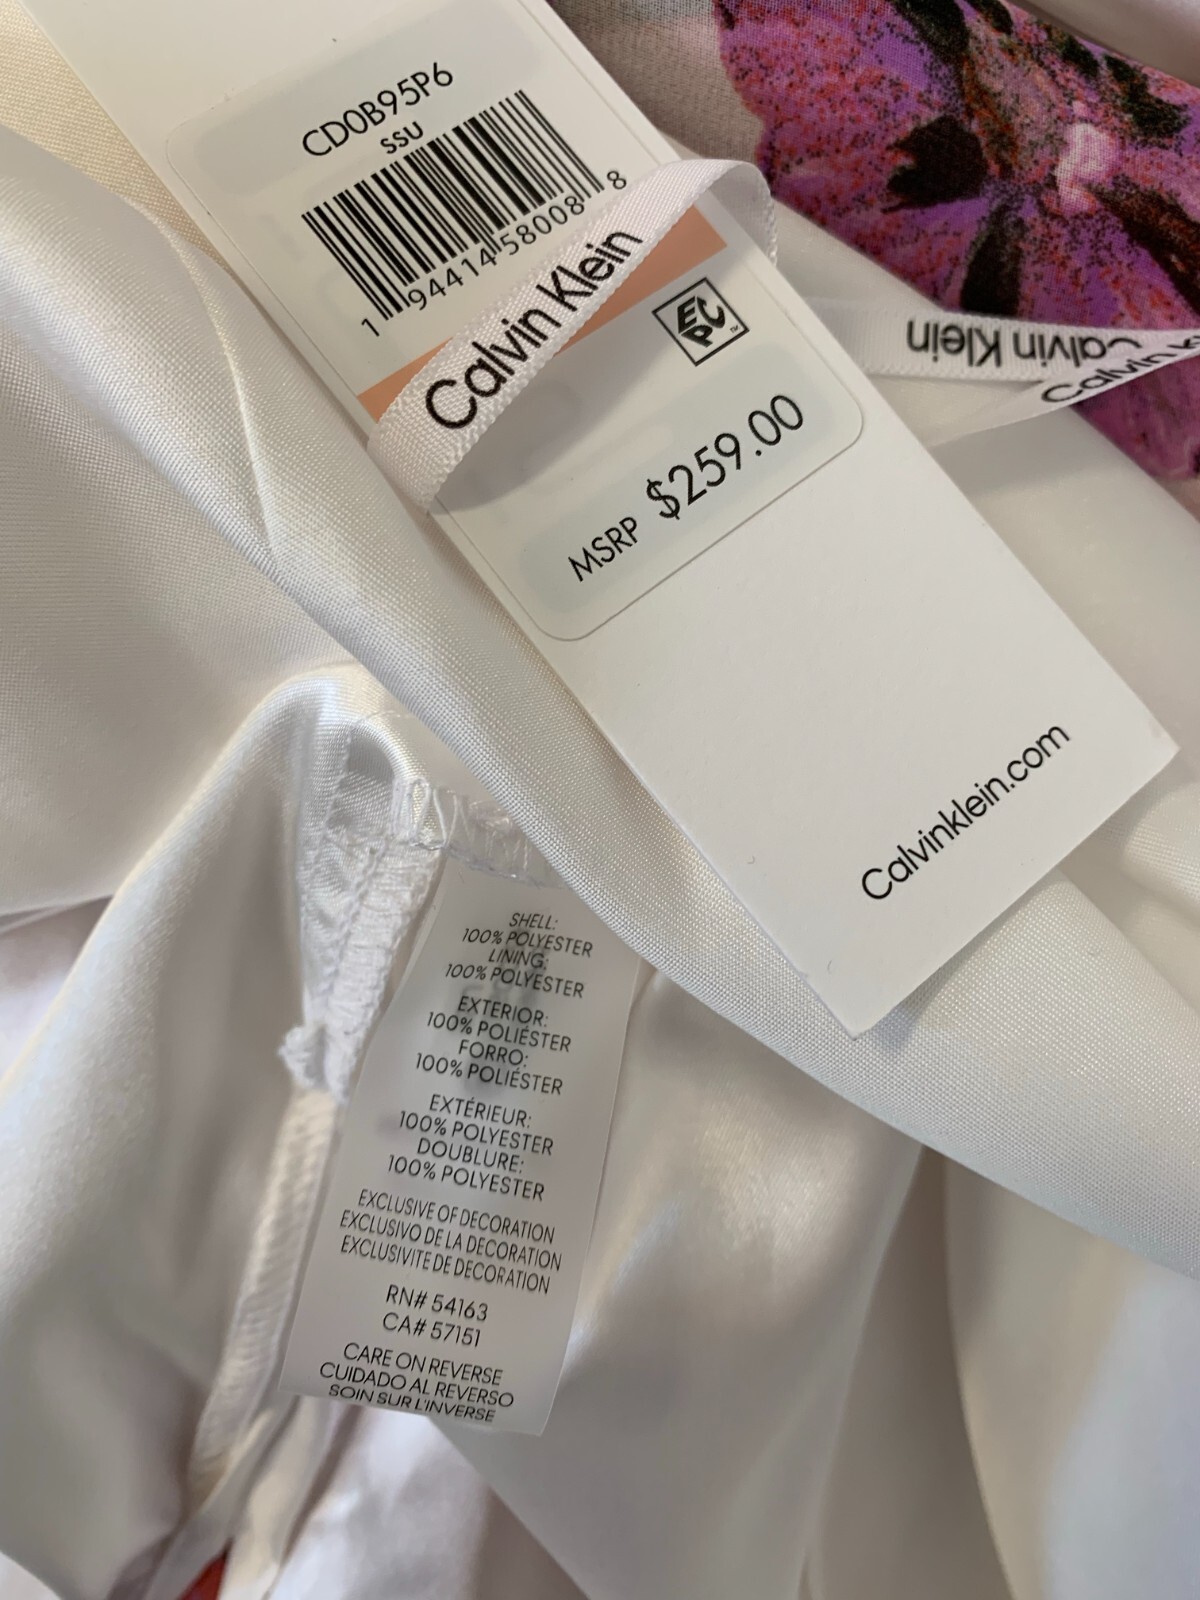 CD0B95P6
SSU
1 94414 58008 8
Calvin Klein
EPC™
MSRP $259.00
Calvin Klein
Calvin K
Calvinklein.com
SHELL:
100% POLYESTER
LINING:
100% POLYESTER
EXTERIOR:
100% POLIÉSTER
FORRO:
100% POLIÉSTER
EXTÉRIEUR:
100% POLYESTER
DOUBLURE:
100% POLYESTER
EXCLUSIVE OF DECORATION
EXCLUSIVO DE LA DECORATION
EXCLUSIVITE DE DECORATION
RN# 54163
CA# 57151
CARE ON REVERSE
CUIDADO AL REVERSO
SOIN SUR L'INVERSE